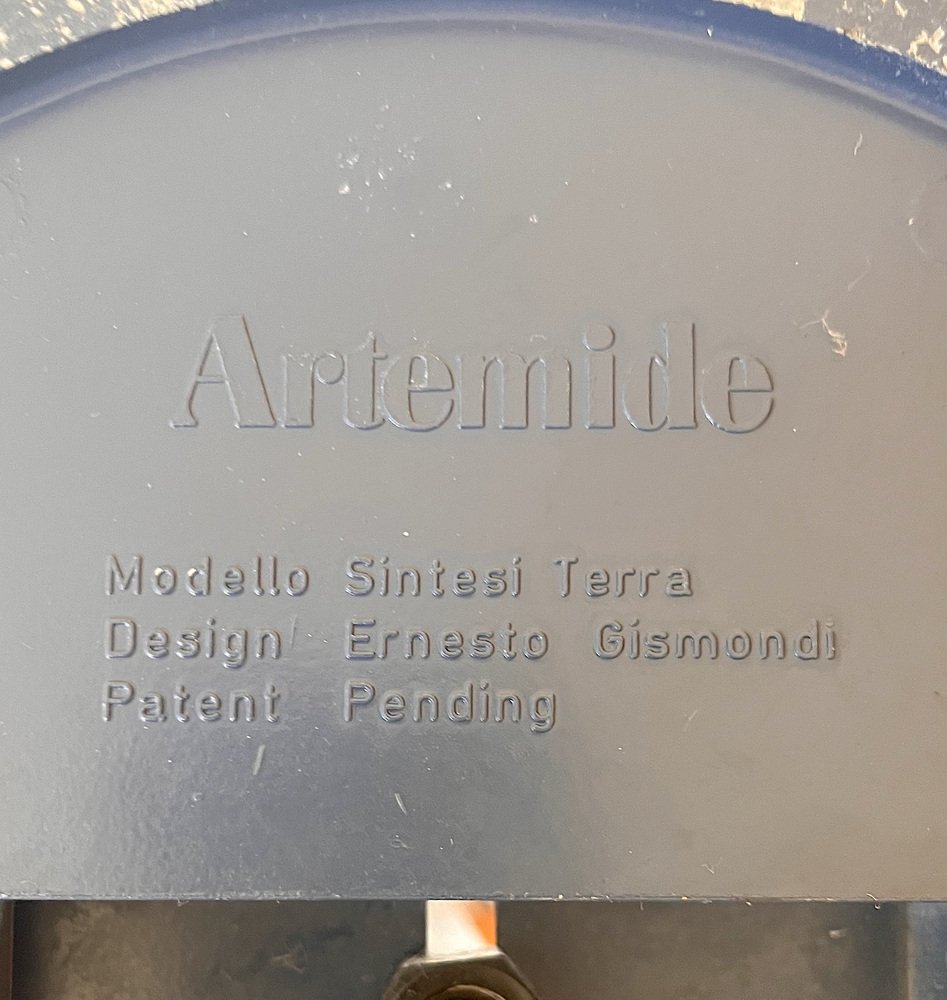 Artemide
Modello Sintesi Terra
Design Ernesto Gismondi
Patent Pending